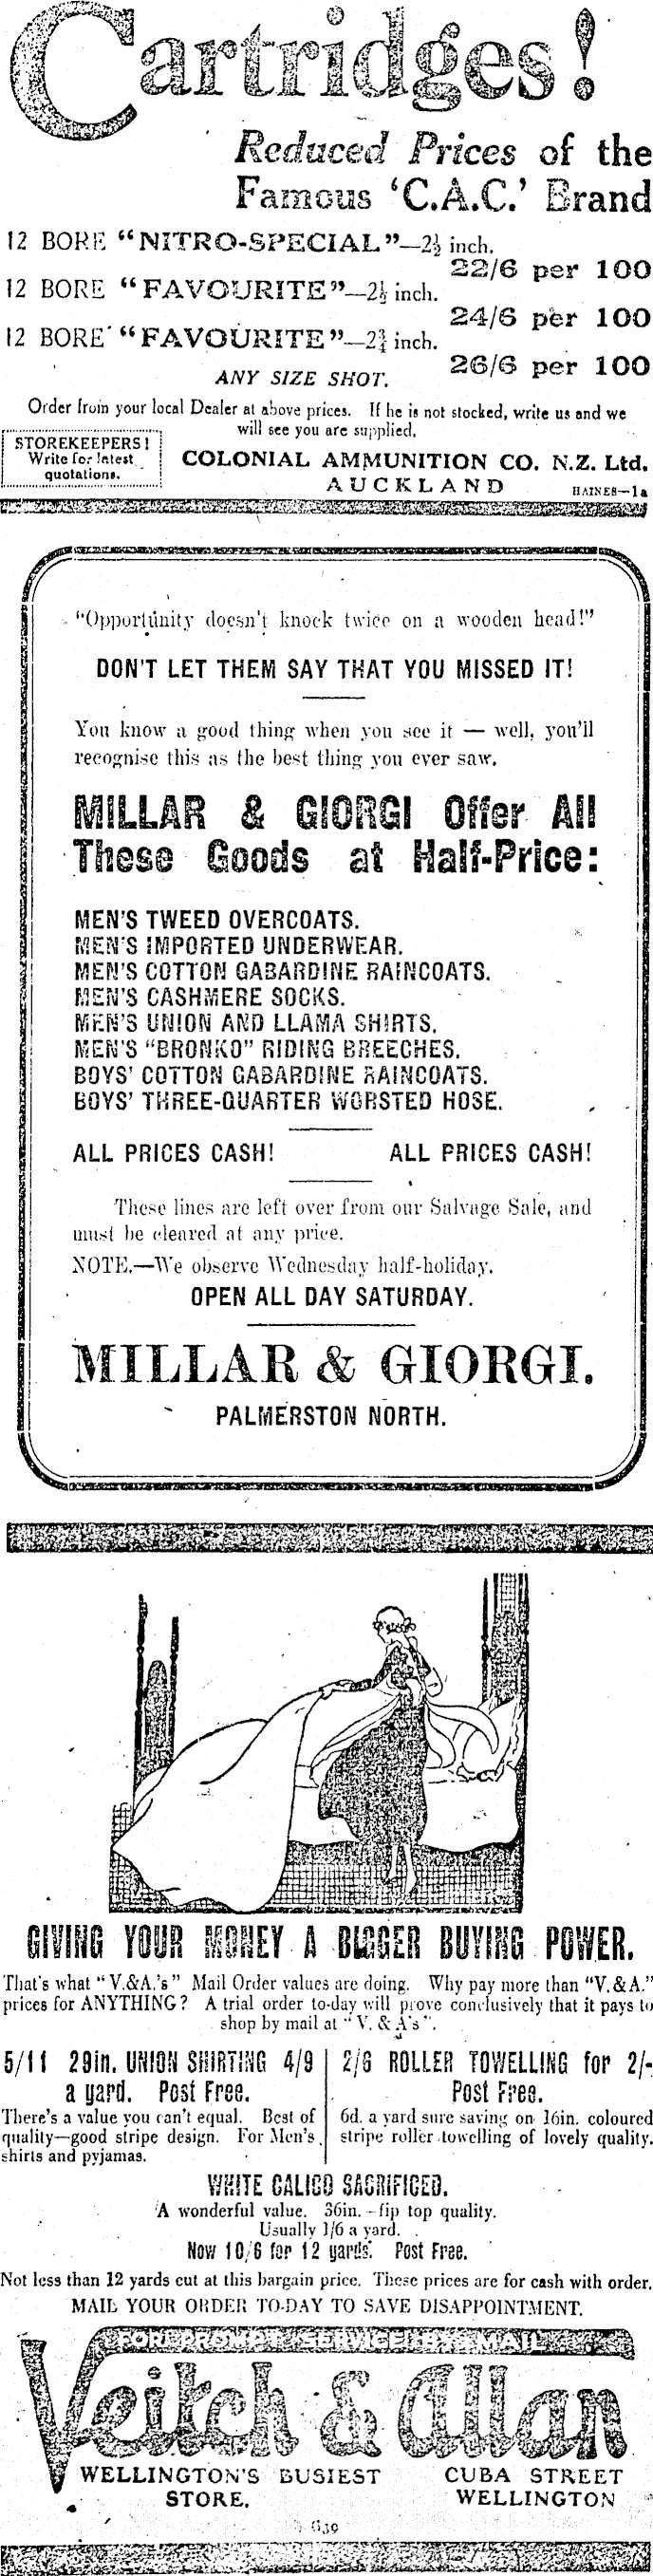 Cartridges!
Reduced Prices of the
Famous 'C.A.C.' Brand
12 BORE "NITRO-SPECIAL"—2½ inch.
22/6 per 100
12 BORE "FAVOURITE"—2½ inch.
24/6 per 100
12 BORE "FAVOURITE"—2¾ inch.
26/6 per 100
ANY SIZE SHOT.
Order from your local Dealer at above prices. If he is not stocked, write us and we
will see you are supplied.
STOREKEEPERS!
Write for latest
quotations.
COLONIAL AMMUNITION CO. N.Z. Ltd.
AUCKLAND
HAINES—1a
"Opportunity doesn't knock twice on a wooden head!"
DON'T LET THEM SAY THAT YOU MISSED IT!
You know a good thing when you see it — well, you'll
recognise this as the best thing you ever saw.
MILLAR & GIORGI Offer All
These Goods at Half-Price:
MEN'S TWEED OVERCOATS.
MEN'S IMPORTED UNDERWEAR.
MEN'S COTTON GABARDINE RAINCOATS.
MEN'S CASHMERE SOCKS.
MEN'S UNION AND LLAMA SHIRTS.
MEN'S "BRONKO" RIDING BREECHES.
BOYS' COTTON GABARDINE RAINCOATS.
BOYS' THREE-QUARTER WORSTED HOSE.
ALL PRICES CASH! ALL PRICES CASH!
These lines are left over from our Salvage Sale, and
must be cleared at any price.
NOTE.—We observe Wednesday half-holiday.
OPEN ALL DAY SATURDAY.
MILLAR & GIORGI.
PALMERSTON NORTH.
GIVING YOUR MONEY A BIGGER BUYING POWER.
That's what "V.&A.'s" Mail Order values are doing. Why pay more than "V.&A."
prices for ANYTHING? A trial order to-day will prove conclusively that it pays to
shop by mail at "V. & A's".
5/11 29in. UNION SHIRTING 4/9
a yard. Post Free.
There's a value you can't equal. Best of
quality—good stripe design. For Men's
shirts and pyjamas.
2/6 ROLLER TOWELLING for 2/-
Post Free.
6d. a yard sure saving on 16in. coloured
stripe roller towelling of lovely quality.
WHITE CALICO SACRIFICED.
A wonderful value. 36in.—tip top quality.
Usually 1/6 a yard.
Now 10/6 for 12 yards. Post Free.
Not less than 12 yards cut at this bargain price. These prices are for cash with order.
MAIL YOUR ORDER TO-DAY TO SAVE DISAPPOINTMENT.
FOR PROMPT SERVICE BY MAIL
Veitch & Allan
WELLINGTON'S BUSIEST
STORE.
CUBA STREET
WELLINGTON
G39